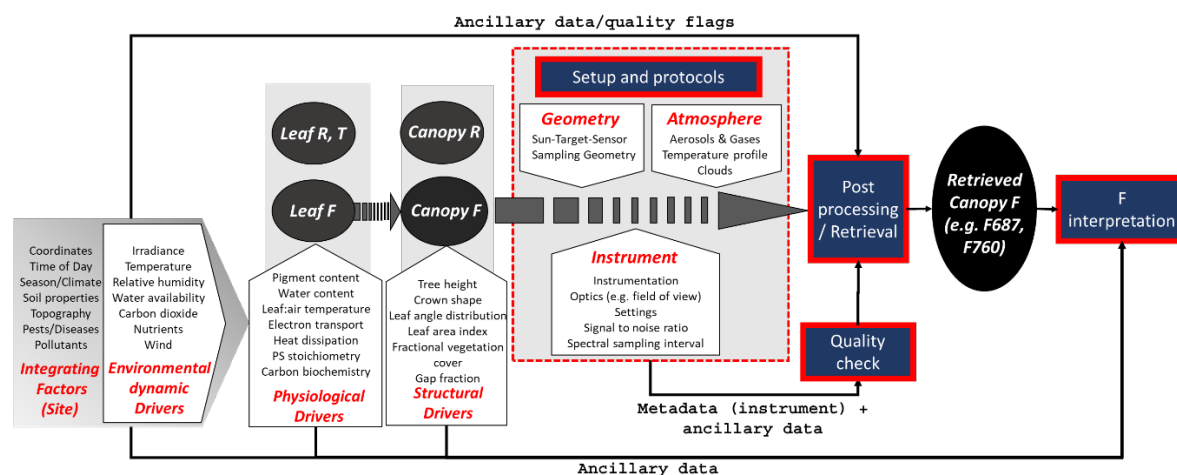 Ancillary data/quality flags
Setup and protocols
Leaf R, T
Canopy R
Geometry
Sun-Target-Sensor
Sampling Geometry
Atmosphere
Aerosols & Gases
Temperature profile
Clouds
Leaf F
Canopy F
Post
processing
/ Retrieval
Retrieved
Canopy F
(e.g. F687,
F760)
F
interpretation
Coordinates
Time of Day
Season/Climate
Soil properties
Topography
Pests/Diseases
Pollutants
Integrating
Factors
(Site)
Irradiance
Temperature
Relative humidity
Water availability
Carbon dioxide
Nutrients
Wind
Environmental
dynamic
Drivers
Pigment content
Water content
Leaf:air temperature
Electron transport
Heat dissipation
PS stoichiometry
Carbon biochemistry
Physiological
Drivers
Tree height
Crown shape
Leaf angle distribution
Leaf area index
Fractional vegetation
cover
Gap fraction
Structural
Drivers
Instrument
Instrumentation
Optics (e.g. field of view)
Settings
Signal to noise ratio
Spectral sampling interval
Quality
check
Metadata (instrument) +
ancillary data
Ancillary data